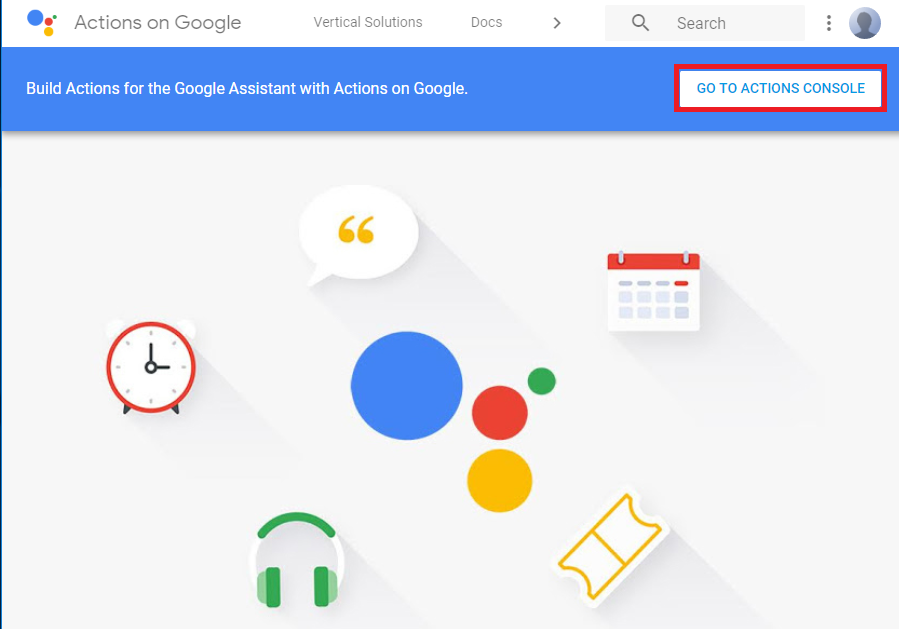 Actions on Google
Vertical Solutions
Docs
Search
Build Actions for the Google Assistant with Actions on Google.
GO TO ACTIONS CONSOLE